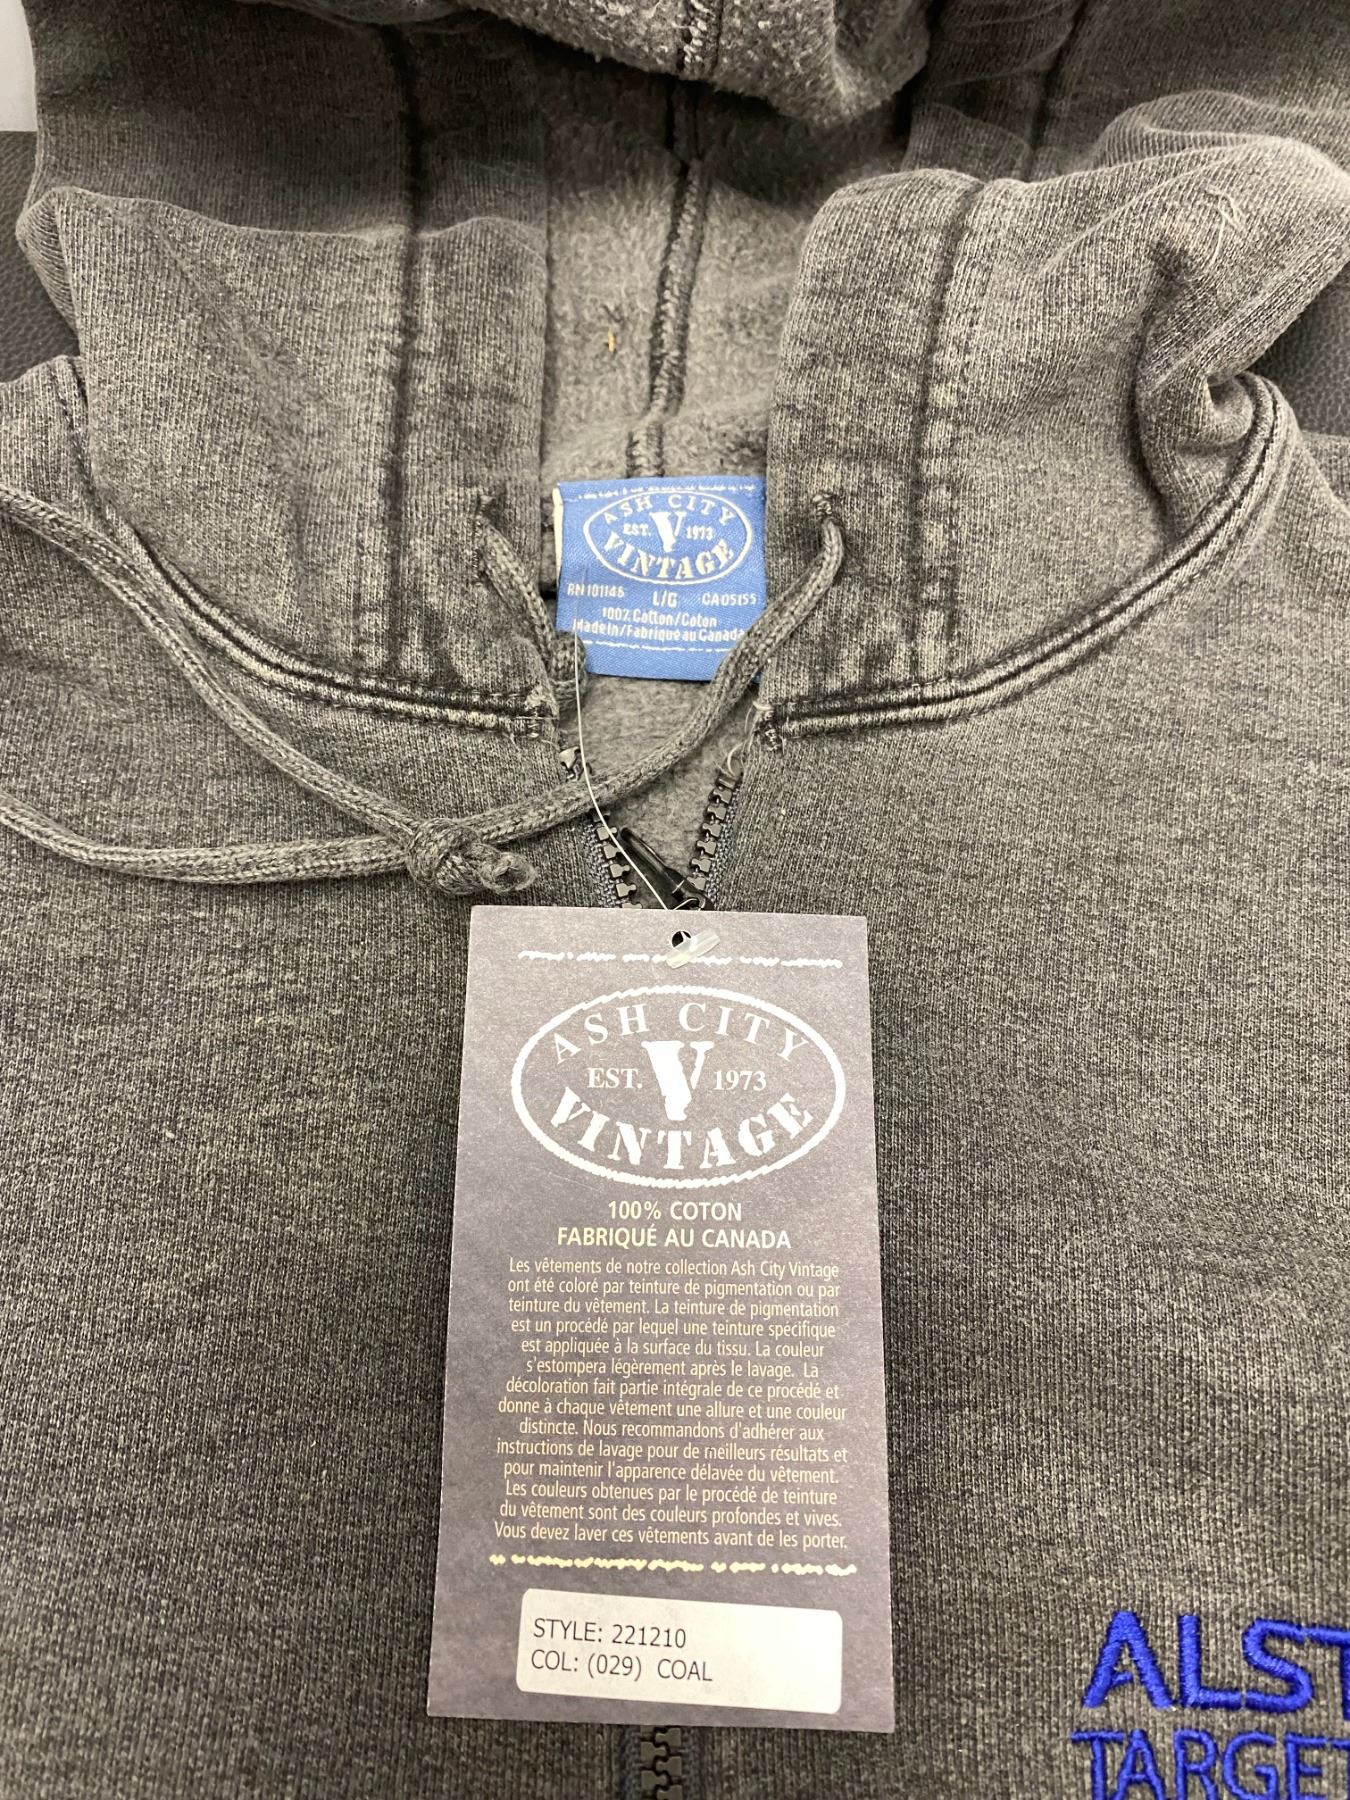 ASH CITY
EST. V 1973
VINTAGE
RN 101146 L/G CA05155
100% Cotton/Coton
Made In/Fabriqué au Canada
ASH CITY
EST. V 1973
VINTAGE
100% COTON
FABRIQUÉ AU CANADA
Les vêtements de notre collection Ash City Vintage
ont été coloré par teinture de pigmentation ou par
teinture du vêtement. La teinture de pigmentation
est un procédé par lequel une teinture spécifique
est appliquée à la surface du tissu. La couleur
s'estompera légèrement après le lavage. La
décoloration fait partie intégrale de ce procédé et
donne à chaque vêtement une allure et une couleur
distincte. Nous recommandons d'adhérer aux
instructions de lavage pour de meilleurs résultats et
pour maintenir l'apparence délavée du vêtement.
Les couleurs obtenues par le procédé de teinture
du vêtement sont des couleurs profondes et vives.
Vous devez laver ces vêtements avant de les porter.
STYLE: 221210
COL: (029) COAL
ALST
TARGET